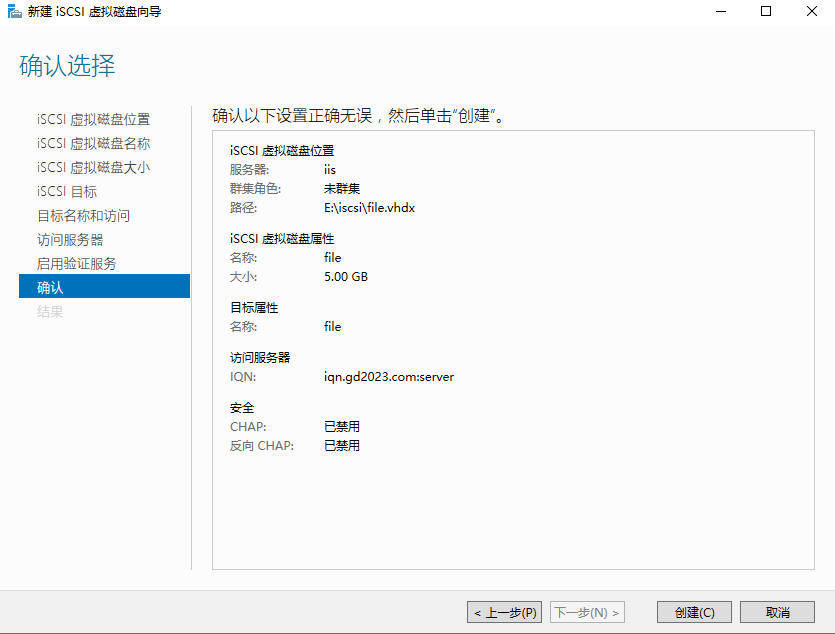 新建 iSCSI 虚拟磁盘向导
确认选择
iSCSI 虚拟磁盘位置
iSCSI 虚拟磁盘名称
iSCSI 虚拟磁盘大小
iSCSI 目标
目标名称和访问
访问服务器
启用验证服务
确认
结果
确认以下设置正确无误，然后单击“创建”。
iSCSI 虚拟磁盘位置
服务器: iis
群集角色: 未群集
路径: E:\iscsi\file.vhdx
iSCSI 虚拟磁盘属性
名称: file
大小: 5.00 GB
目标属性
名称: file
访问服务器
IQN: iqn.gd2023.com:server
安全
CHAP: 已禁用
反向 CHAP: 已禁用
< 上一步(P) 下一步(N) > 创建(C) 取消